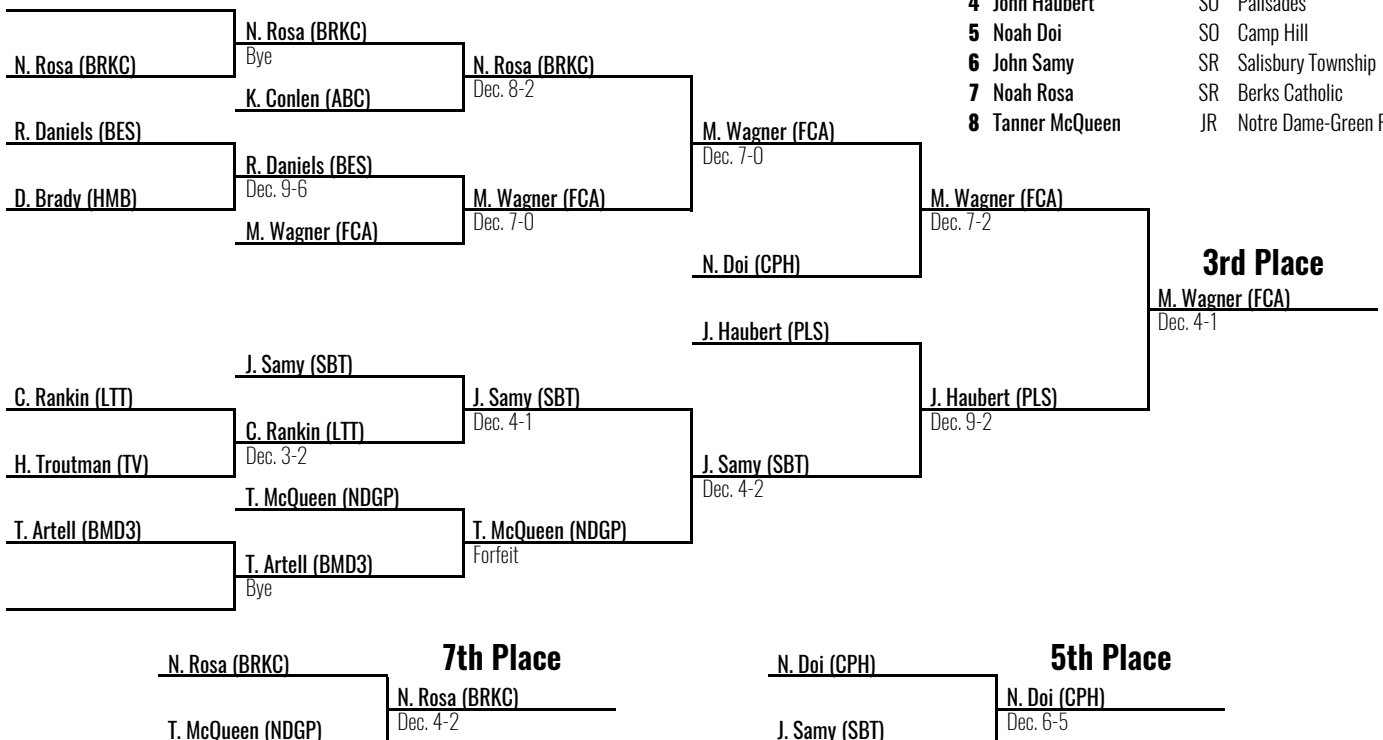 4 John Haubert SO Palisades
5 Noah Doi SO Camp Hill
6 John Samy SR Salisbury Township
7 Noah Rosa SR Berks Catholic
8 Tanner McQueen JR Notre Dame-Green
N. Rosa (BRKC)
Bye
N. Rosa (BRKC)
N. Rosa (BRKC)
Dec. 8-2
K. Conlen (ABC)
R. Daniels (BES)
M. Wagner (FCA)
Dec. 7-0
R. Daniels (BES)
Dec. 9-6
D. Brady (HMB)
M. Wagner (FCA)
Dec. 7-0
M. Wagner (FCA)
Dec. 7-2
M. Wagner (FCA)
N. Doi (CPH)
3rd Place
M. Wagner (FCA)
Dec. 4-1
J. Haubert (PLS)
J. Samy (SBT)
C. Rankin (LTT)
J. Samy (SBT)
Dec. 4-1
J. Haubert (PLS)
Dec. 9-2
C. Rankin (LTT)
Dec. 3-2
H. Troutman (TV)
J. Samy (SBT)
Dec. 4-2
T. McQueen (NDGP)
T. Artell (BMD3)
T. McQueen (NDGP)
Forfeit
T. Artell (BMD3)
Bye
7th Place
N. Rosa (BRKC)
N. Rosa (BRKC)
Dec. 4-2
T. McQueen (NDGP)
5th Place
N. Doi (CPH)
N. Doi (CPH)
Dec. 6-5
J. Samy (SBT)